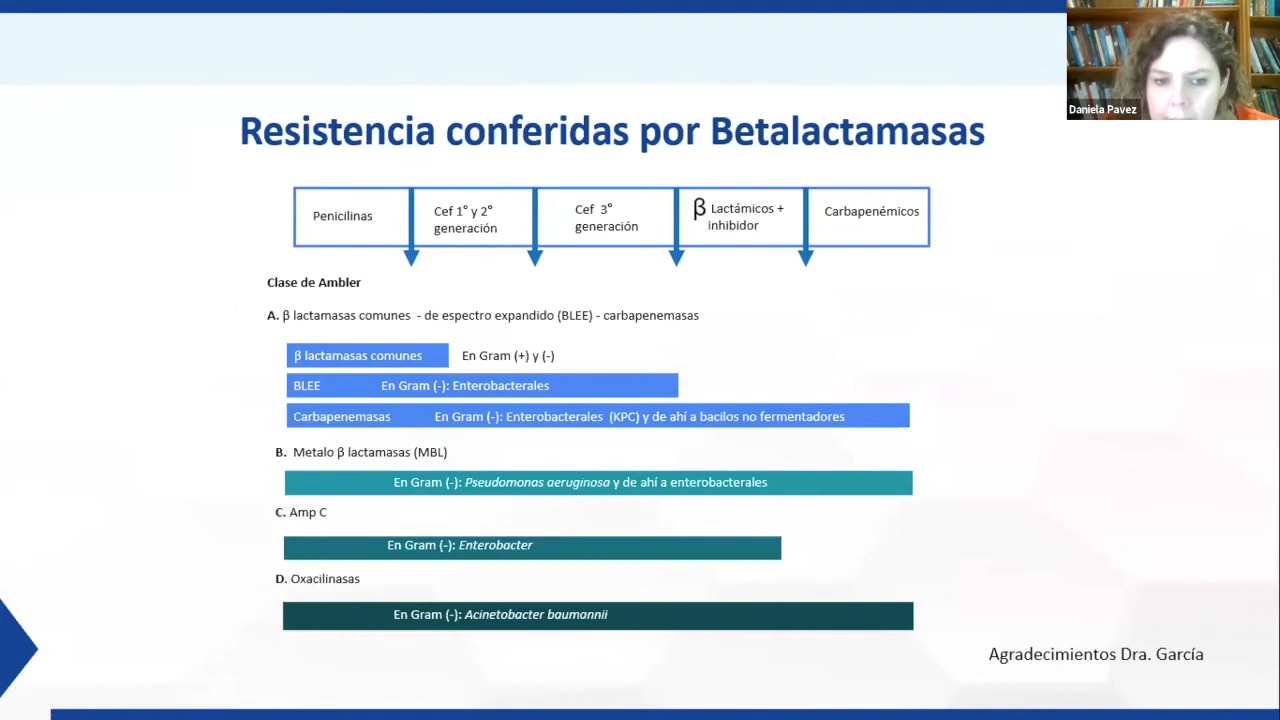 Daniela Pavez
Resistencia conferidas por Betalactamasas
Penicilinas
Cef 1° y 2°
generación
Cef 3°
generación
β Lactámicos +
inhibidor
Carbapenémicos
Clase de Ambler
A. β lactamasas comunes - de espectro expandido (BLEE) - carbapenemasas
β lactamasas comunes En Gram (+) y (-)
BLEE En Gram (-): Enterobacterales
Carbapenemasas En Gram (-): Enterobacterales (KPC) y de ahí a bacilos no fermentadores
B. Metalo β lactamasas (MBL)
En Gram (-): Pseudomonas aeruginosa y de ahí a enterobacterales
C. Amp C
En Gram (-): Enterobacter
D. Oxacilinasas
En Gram (-): Acinetobacter baumannii
Agradecimientos Dra. García